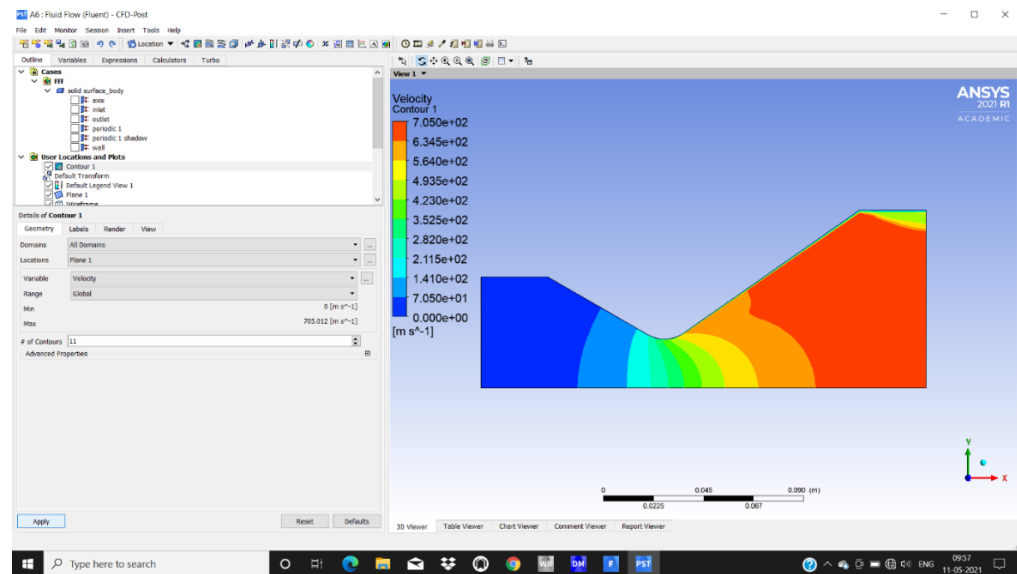 A6 : Fluid Flow (Fluent) - CFD-Post
File Edit Monitor Session Insert Tools Help
Location
Outline Variables Expressions Calculators Turbo
Cases
FFF
solid surface_body
axis
inlet
outlet
periodic 1
periodic 1 shadow
wall
User Locations and Plots
Contour 1
Default Transform
Default Legend View 1
Plane 1
Wireframe
Details of Contour 1
Geometry Labels Render View
Domains All Domains
Locations Plane 1
Variable Velocity
Range Global
Min 0 [m s^-1]
Max 705.012 [m s^-1]
# of Contours 11
Advanced Properties
Apply Reset Defaults
View 1
Velocity
Contour 1
7.050e+02
6.345e+02
5.640e+02
4.935e+02
4.230e+02
3.525e+02
2.820e+02
2.115e+02
1.410e+02
7.050e+01
0.000e+00
[m s^-1]
ANSYS
2021 R1
ACADEMIC
Y
X
0 0.045 0.090 (m)
0.0225 0.067
3D Viewer Table Viewer Chart Viewer Comment Viewer Report Viewer
Type here to search
DM
F
PST
ENG
09:57
11-05-2021